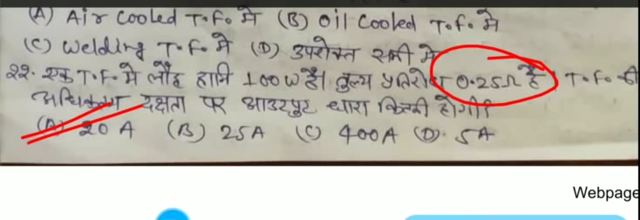 (A) Air cooled T.F. मे (B) Oil Cooled T.F. मे
(C) Welding T.F. मे (D) उपरोक्त सभी मे
22. एक T.F. मे लौह हानि 100W है। तुल्य प्रतिरोध 0.25Ω है T.F. की
अधिकतम दक्षता पर आउटपुट धारा कितनी होगी।
(A) 20 A (B) 25A (C) 400A (D) 5A
Webpage